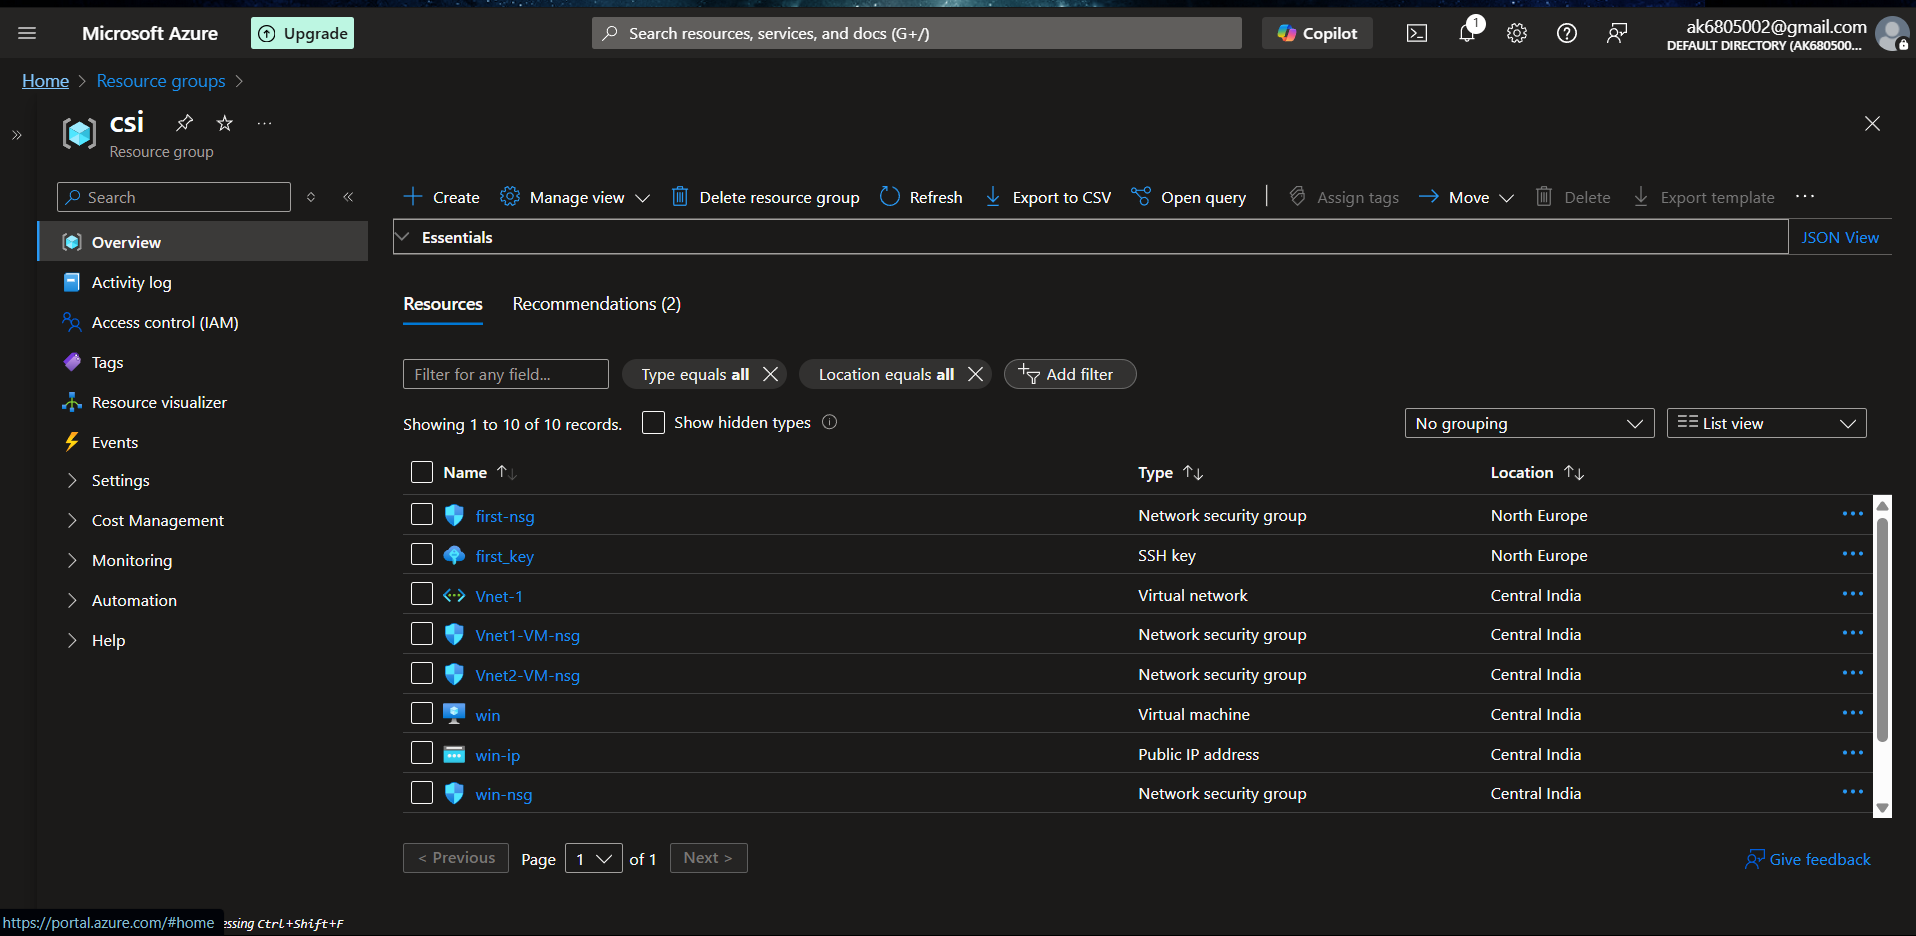 Microsoft Azure
Upgrade
Search resources, services, and docs (G+/)
Copilot
1
ak6805002@gmail.com
DEFAULT DIRECTORY (AK680500...
Home > Resource groups >
csi
Resource group
Search
Create
Manage view
Delete resource group
Refresh
Export to CSV
Open query
Assign tags
Move
Delete
Export template
Essentials
JSON View
Overview
Activity log
Access control (IAM)
Tags
Resource visualizer
Events
Settings
Cost Management
Monitoring
Automation
Help
Resources
Recommendations (2)
Filter for any field...
Type equals all
Location equals all
Add filter
Showing 1 to 10 of 10 records.
Show hidden types
No grouping
List view
Name Type Location
first-nsg Network security group North Europe
first_key SSH key North Europe
Vnet-1 Virtual network Central India
Vnet1-VM-nsg Network security group Central India
Vnet2-VM-nsg Network security group Central India
win Virtual machine Central India
win-ip Public IP address Central India
win-nsg Network security group Central India
< Previous Page 1 of 1 Next >
Give feedback
https://portal.azure.com/#home
essing Ctrl+Shift+F